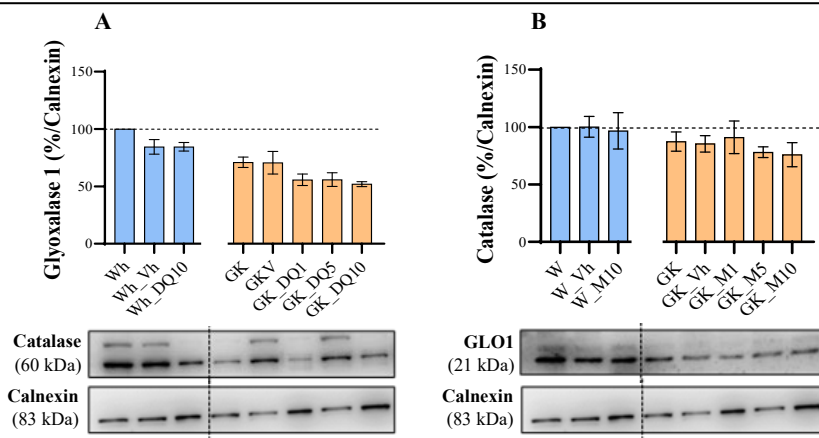 A
Glyoxalase 1 (%/Calnexin)
150
100
50
0
Wh
Wh_Vh
Wh_DQ10
GK
GKV
GK_DQ1
GK_DQ5
GK_DQ10
Catalase
(60 kDa)
Calnexin
(83 kDa)
B
Catalase (%/Calnexin)
150
100
50
0
W
W_Vh
W_M10
GK
GK_Vh
GK_M1
GK_M5
GK_M10
GLO1
(21 kDa)
Calnexin
(83 kDa)